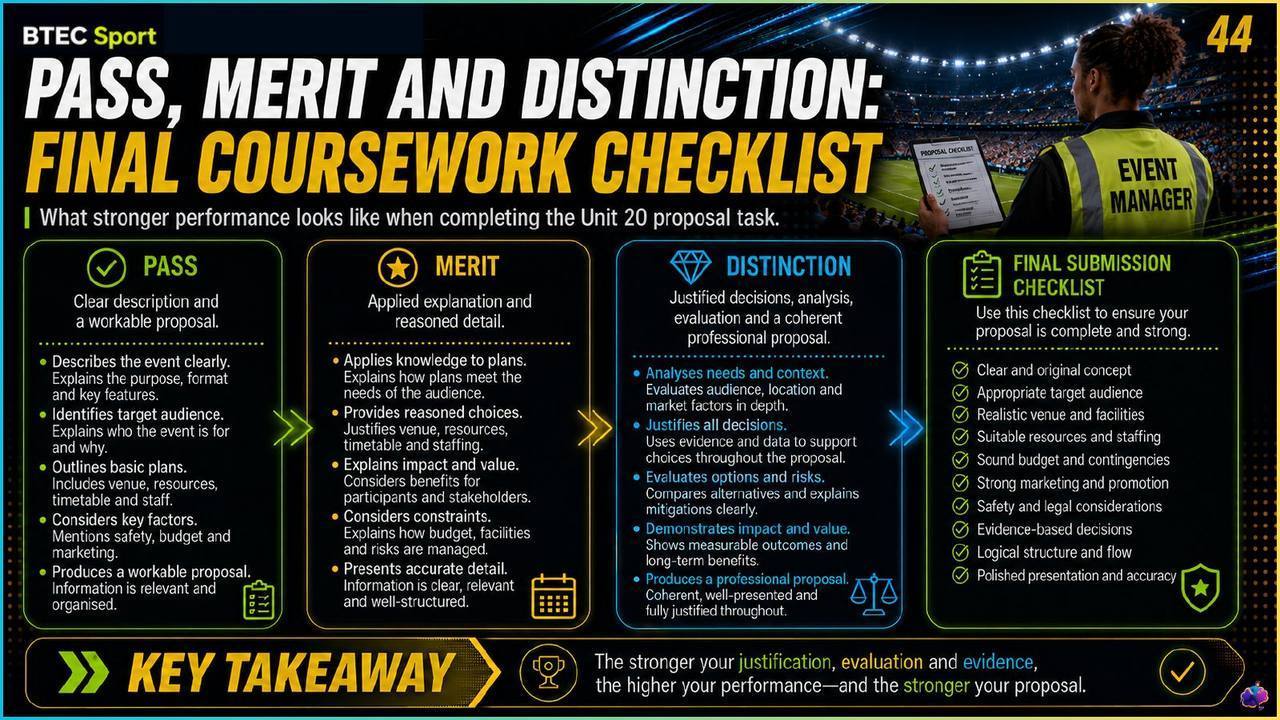 BTEC Sport
44
PASS, MERIT AND DISTINCTION:
FINAL COURSEWORK CHECKLIST
What stronger performance looks like when completing the Unit 20 proposal task.
PROPOSAL CHECKLIST
EVENT
MANAGER
PASS
Clear description and
a workable proposal.
• Describes the event clearly.
Explains the purpose, format
and key features.
• Identifies target audience.
Explains who the event is for
and why.
• Outlines basic plans.
Includes venue, resources,
timetable and staff.
• Considers key factors.
Mentions safety, budget and
marketing.
• Produces a workable proposal.
Information is relevant and
organised.
MERIT
Applied explanation and
reasoned detail.
• Applies knowledge to plans.
Explains how plans meet the
needs of the audience.
• Provides reasoned choices.
Justifies venue, resources,
timetable and staffing.
• Explains impact and value.
Considers benefits for
participants and stakeholders.
• Considers constraints.
Explains how budget, facilities
and risks are managed.
• Presents accurate detail.
Information is clear, relevant
and well-structured.
DISTINCTION
Justified decisions, analysis,
evaluation and a coherent
professional proposal.
• Analyses needs and context.
Evaluates audience, location and
market factors in depth.
• Justifies all decisions.
Uses evidence and data to support
choices throughout the proposal.
• Evaluates options and risks.
Compares alternatives and explains
mitigations clearly.
• Demonstrates impact and value.
Shows measurable outcomes and
long-term benefits.
• Produces a professional proposal.
Coherent, well-presented and
fully justified throughout.
FINAL SUBMISSION
CHECKLIST
Use this checklist to ensure your
proposal is complete and strong.
Clear and original concept
Appropriate target audience
Realistic venue and facilities
Suitable resources and staffing
Sound budget and contingencies
Strong marketing and promotion
Safety and legal considerations
Evidence-based decisions
Logical structure and flow
Polished presentation and accuracy
KEY TAKEAWAY
The stronger your justification, evaluation and evidence,
the higher your performance—and the stronger your proposal.